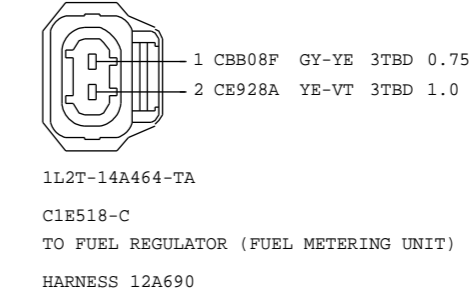 1 CBB08F GY-YE 3TBD 0.75
2 CE928A YE-VT 3TBD 1.0
1L2T-14A464-TA
C1E518-C
TO FUEL REGULATOR (FUEL METERING UNIT)
HARNESS 12A690